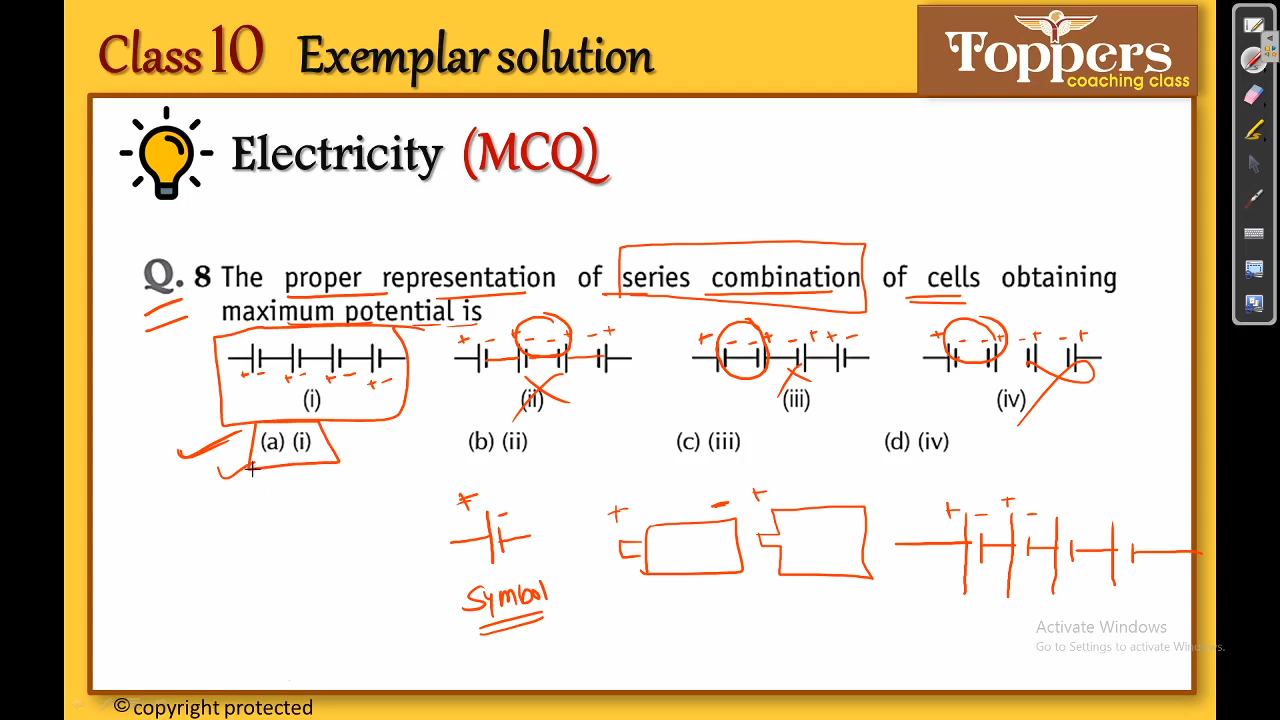 Class 10 Exemplar solution
Toppers
coaching class
Electricity (MCQ)
Q. 8 The proper representation of series combination of cells obtaining
maximum potential is
+ - + - + - + -
+ - + - - + - +
+ - - + - + + -
+ - - + - + - +
(i) (ii) (iii) (iv)
(a) (i) (b) (ii) (c) (iii) (d) (iv)
+ - + - + + - + -
Symbol
Activate Windows
Go to Settings to activate Windows.
© copyright protected